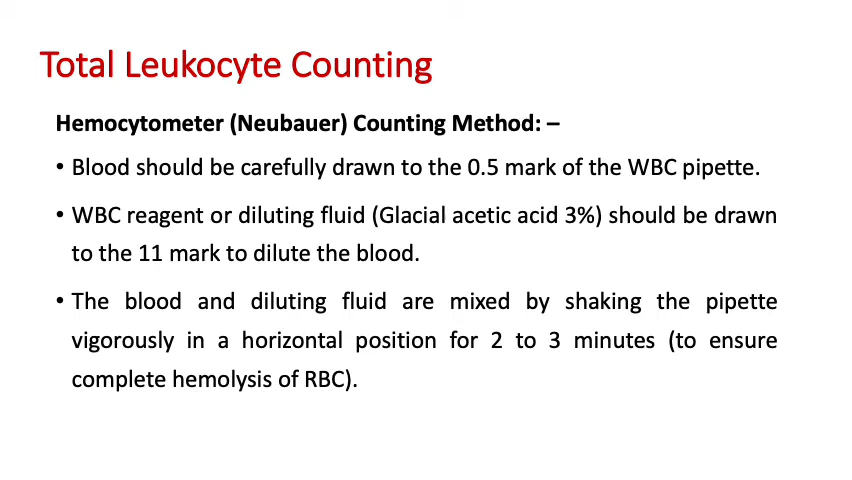 Total Leukocyte Counting
Hemocytometer (Neubauer) Counting Method: –
• Blood should be carefully drawn to the 0.5 mark of the WBC pipette.
• WBC reagent or diluting fluid (Glacial acetic acid 3%) should be drawn
to the 11 mark to dilute the blood.
• The blood and diluting fluid are mixed by shaking the pipette
vigorously in a horizontal position for 2 to 3 minutes (to ensure
complete hemolysis of RBC).